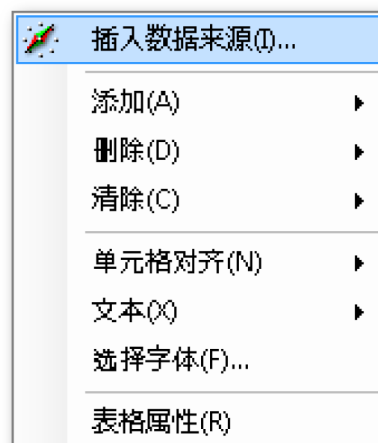 插入数据来源(I)...
添加(A)
删除(D)
清除(C)
单元格对齐(N)
文本(X)
选择字体(F)...
表格属性(R)